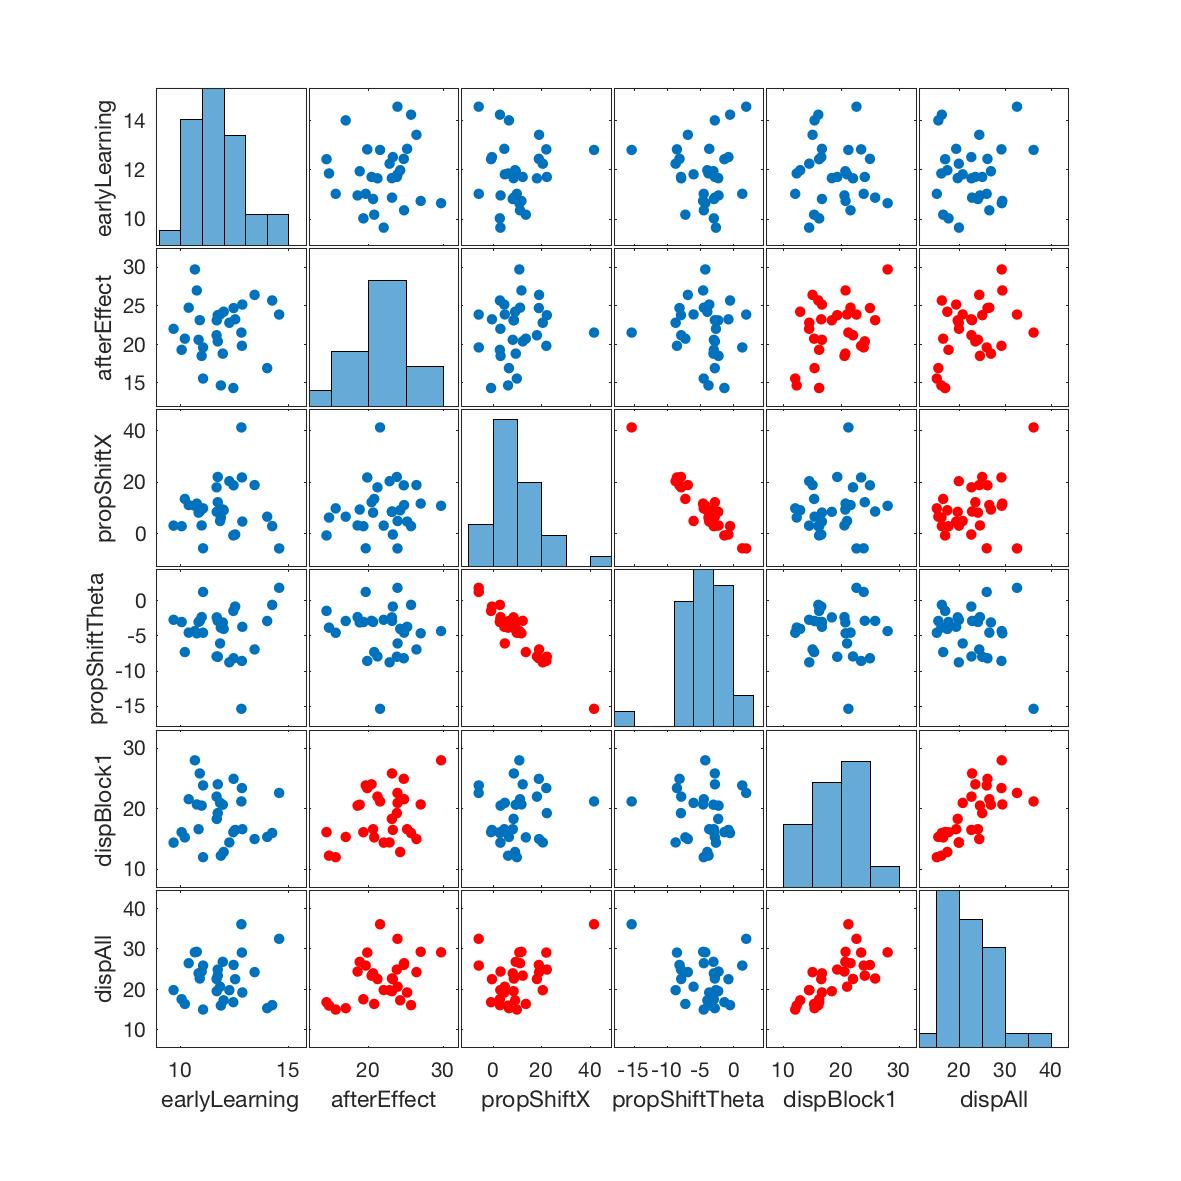 earlyLearning
14
12
10
afterEffect
30
25
20
15
propShiftX
40
20
0
propShiftTheta
0
-5
-10
-15
dispBlock1
30
20
10
dispAll
40
30
20
10
10 15 20 30 0 20 40 -15 -10 -5 0 10 20 30 20 30 40
earlyLearning afterEffect propShiftX propShiftTheta dispBlock1 dispAll